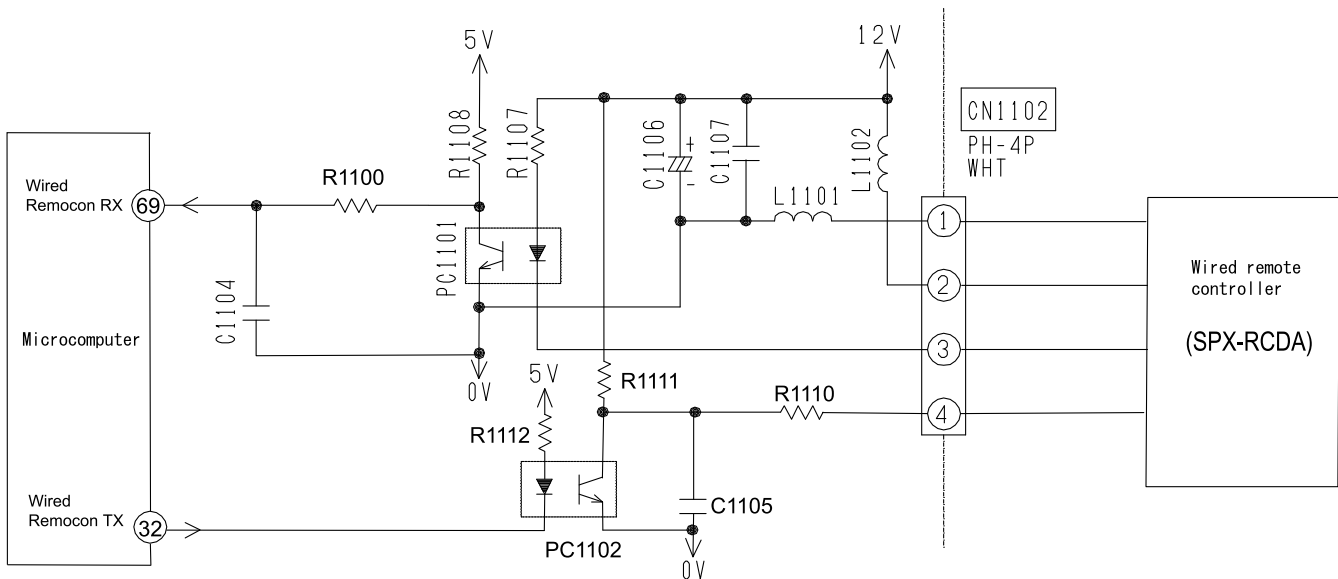 5V
12V
R1108
R1107
C1106
+
-
C1107
L1102
CN1102
PH-4P
WHT
Wired
Remocon RX
69
R1100
L1101
1
PC1101
C1104
2
Wired remote
controller
Microcomputer
3
(SPX-RCDA)
0V
5V
R1111
R1110
4
R1112
Wired
Remocon TX
32
C1105
PC1102
0V